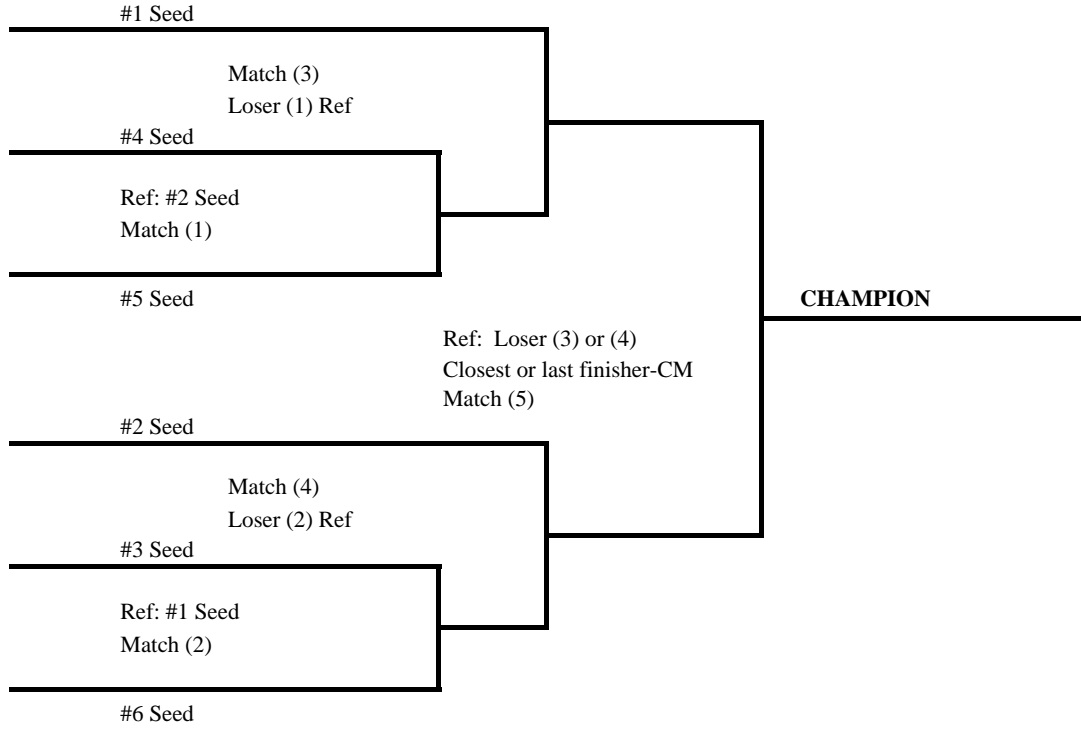 #1 Seed
Match (3)
Loser (1) Ref
#4 Seed
Ref: #2 Seed
Match (1)
#5 Seed
CHAMPION
Ref:  Loser (3) or (4)
Closest or last finisher-CM
Match (5)
#2 Seed
Match (4)
Loser (2) Ref
#3 Seed
Ref: #1 Seed
Match (2)
#6 Seed